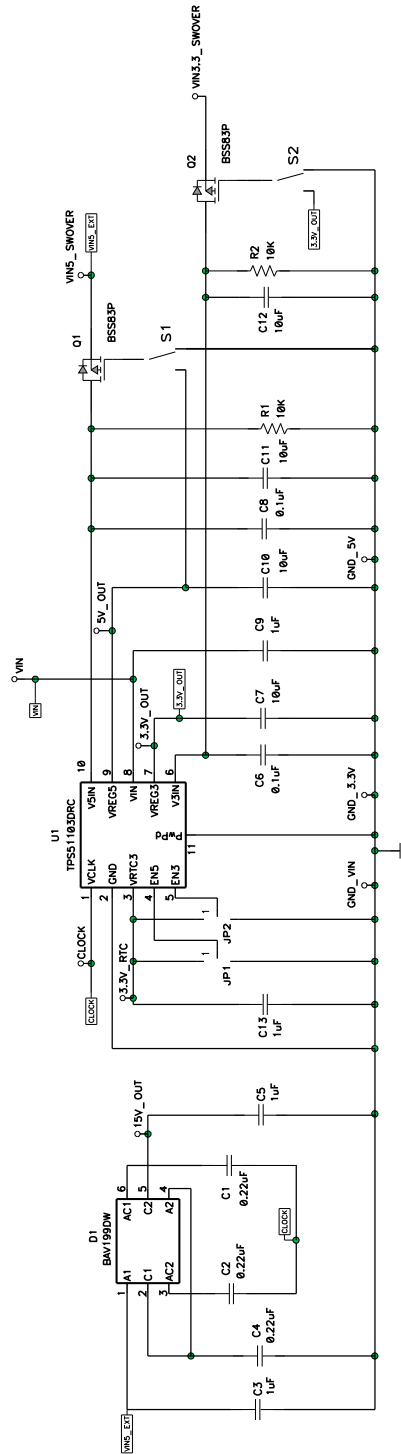 VIN5_EXT
D1
BAV199DW
1
A1
2
C1
3
AC2
AC1
6
C2
5
A2
4
15V_OUT
C3
1uF
C4
0.22uF
C2
0.22uF
C1
0.22uF
CLOCK
C5
1uF
CLOCK
CLOCK
3.3V_RTC
U1
TPS51103DRC
1
VCLK
2
GND
3
VRTC3
4
EN5
5
EN3
V5IN
10
VREG5
9
VIN
8
VREG3
7
V3IN
6
PwPd
11
C13
1uF
JP1
1
JP2
1
GND_VIN
GND_3.3V
GND_5V
VIN
VIN
5V_OUT
3.3V_OUT
3.3V_OUT
C6
0.1uF
C7
10uF
C9
1uF
C10
10uF
C8
0.1uF
C11
10uF
R1
10K
Q1
BSS83P
S1
VIN5_SWOVER
VIN5_EXT
C12
10uF
R2
10K
Q2
BSS83P
S2
3.3V_OUT
VIN3.3_SWOVER